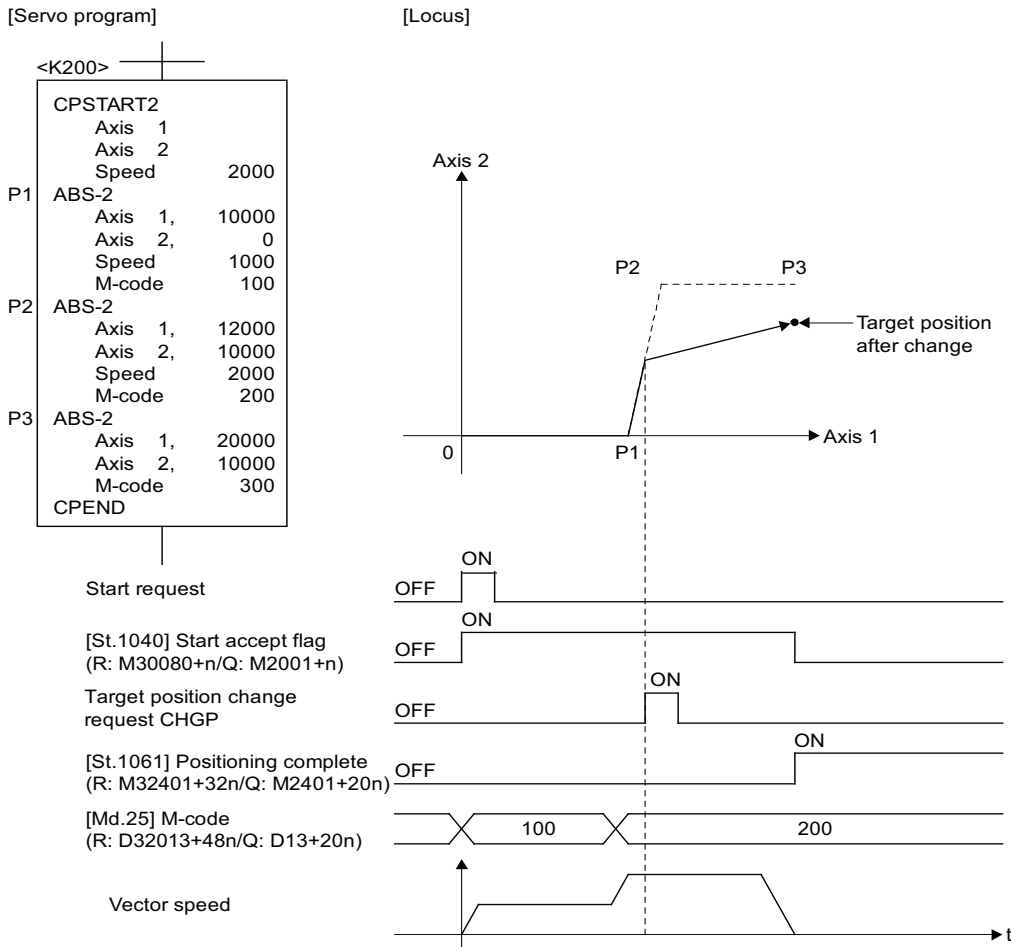 [Servo program]
[Locus]
<K200>
CPSTART2
Axis 1
Axis 2
Speed 2000
P1 ABS-2
Axis 1, 10000
Axis 2, 0
Speed 1000
M-code 100
P2 ABS-2
Axis 1, 12000
Axis 2, 10000
Speed 2000
M-code 200
P3 ABS-2
Axis 1, 20000
Axis 2, 10000
M-code 300
CPEND
Axis 2
P2 P3
Target position
after change
Axis 1
0 P1
Start request OFF ON
[St.1040] Start accept flag
(R: M30080+n/Q: M2001+n)
OFF ON
Target position change
request CHGP
OFF ON
[St.1061] Positioning complete
(R: M32401+32n/Q: M2401+20n)
OFF ON
[Md.25] M-code
(R: D32013+48n/Q: D13+20n)
100 200
Vector speed
t